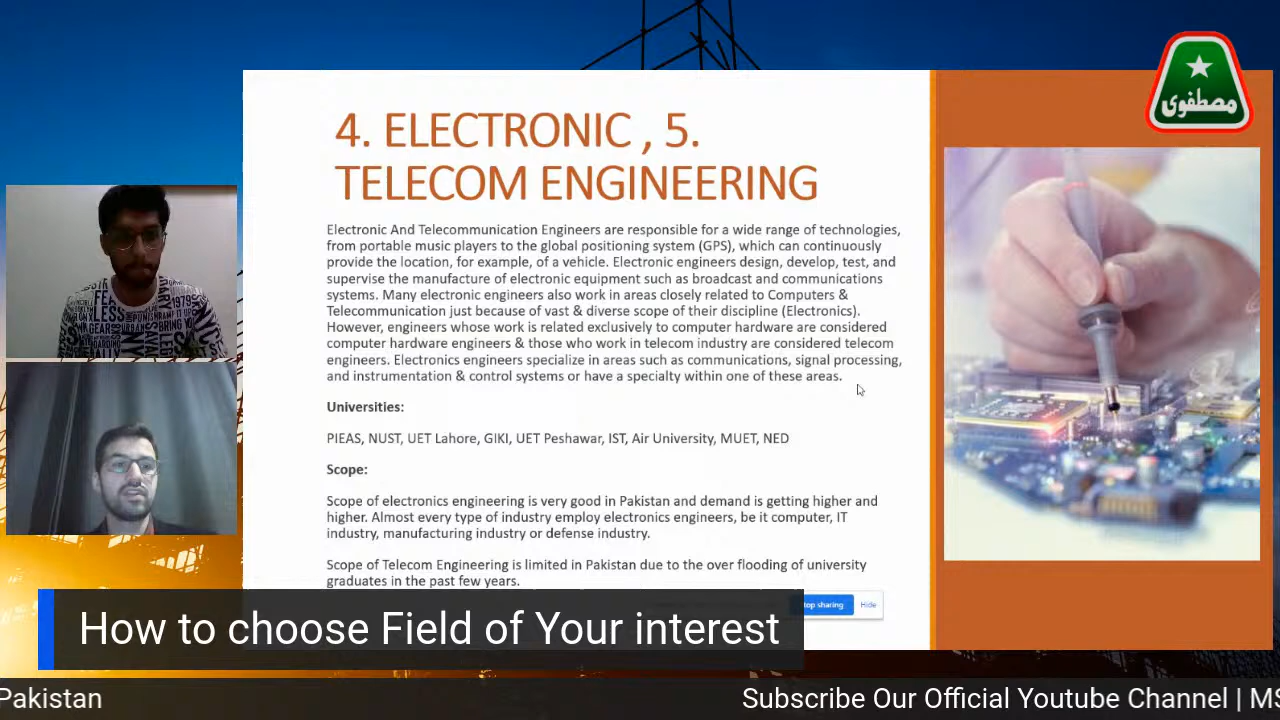 مصطفوی
4. ELECTRONIC , 5.
TELECOM ENGINEERING
Electronic And Telecommunication Engineers are responsible for a wide range of technologies,
from portable music players to the global positioning system (GPS), which can continuously
provide the location, for example, of a vehicle. Electronic engineers design, develop, test, and
supervise the manufacture of electronic equipment such as broadcast and communications
systems. Many electronic engineers also work in areas closely related to Computers &
Telecommunication just because of vast & diverse scope of their discipline (Electronics).
However, engineers whose work is related exclusively to computer hardware are considered
computer hardware engineers & those who work in telecom industry are considered telecom
engineers. Electronics engineers specialize in areas such as communications, signal processing,
and instrumentation & control systems or have a specialty within one of these areas.
Universities:
PIEAS, NUST, UET Lahore, GIKI, UET Peshawar, IST, Air University, MUET, NED
Scope:
Scope of electronics engineering is very good in Pakistan and demand is getting higher and
higher. Almost every type of industry employ electronics engineers, be it computer, IT
industry, manufacturing industry or defense industry.
Scope of Telecom Engineering is limited in Pakistan due to the over flooding of university
graduates in the past few years.
top sharing
Hide
How to choose Field of Your interest
Pakistan
Subscribe Our Official Youtube Channel | MS